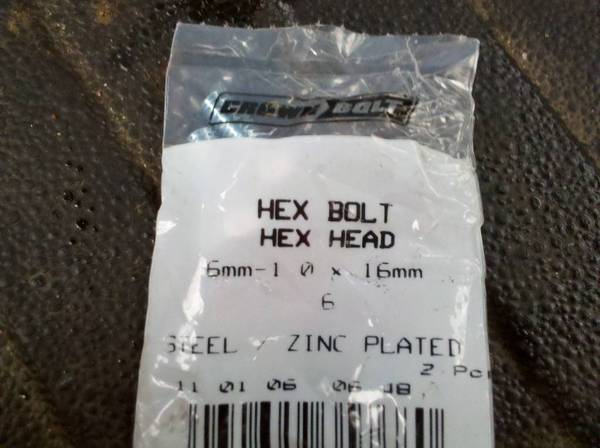 CROWN BOLT
HEX BOLT
HEX HEAD
6mm-1 0 x 16mm
6
STEEL / ZINC PLATED
2 Pc
11 01 06 06 48